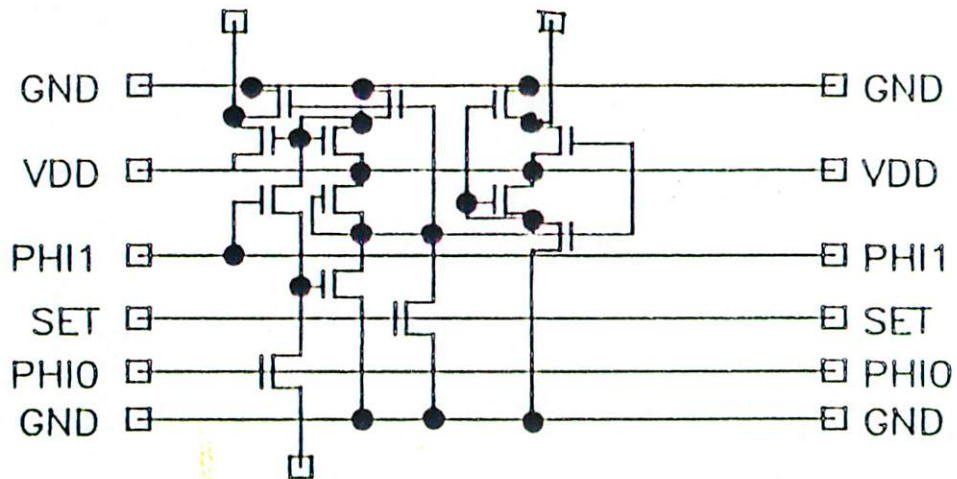 GND GND
VDD VDD
PHI1 PHI1
SET SET
PHI0 PHI0
GND GND